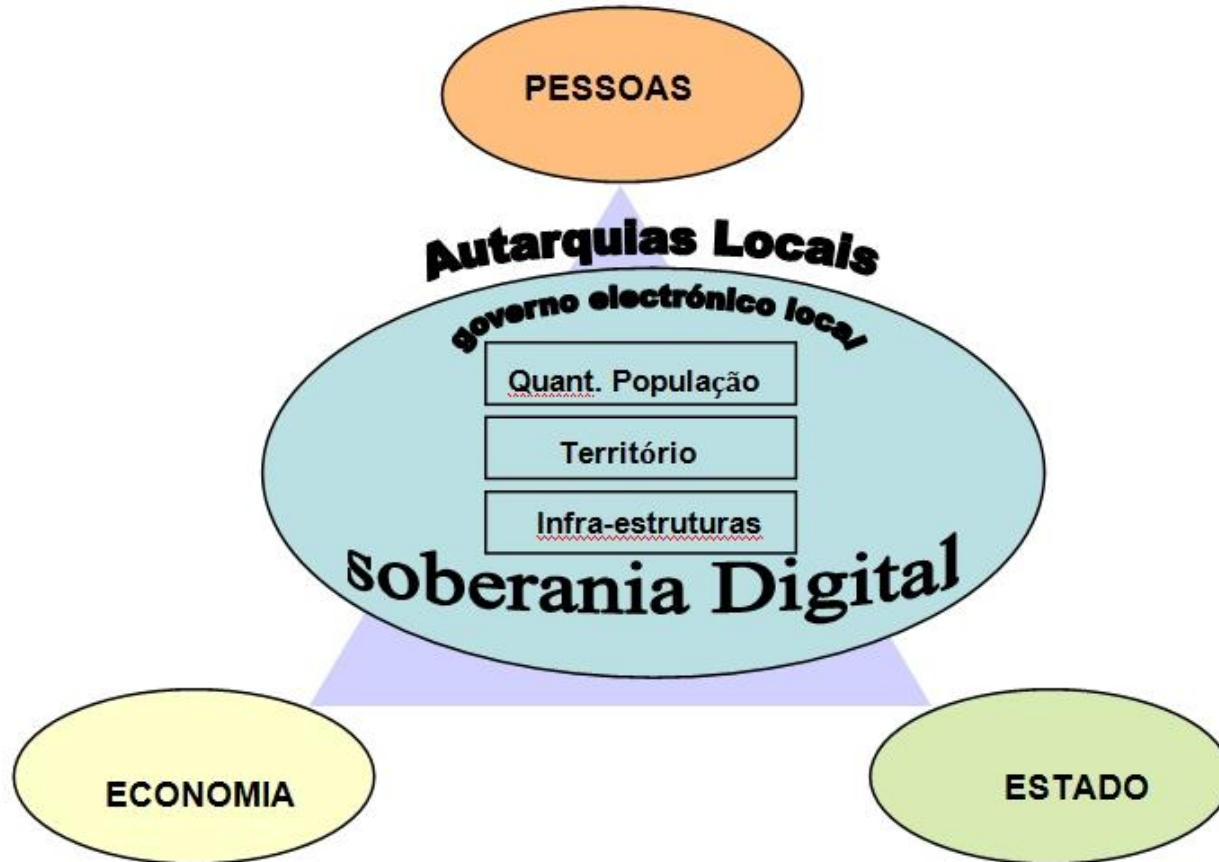 PESSOAS
Autarquias Locais
governo electrónico local
Quant. População
Território
Infra-estruturas
soberania Digital
ECONOMIA
ESTADO